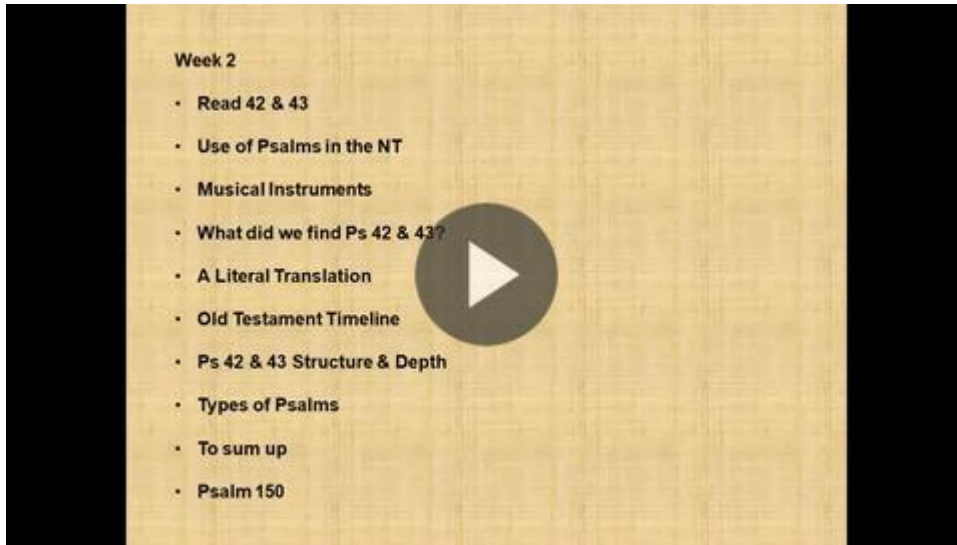 Week 2
• Read 42 & 43
• Use of Psalms in the NT
• Musical Instruments
• What did we find Ps 42 & 43?
• A Literal Translation
• Old Testament Timeline
• Ps 42 & 43 Structure & Depth
• Types of Psalms
• To sum up
• Psalm 150